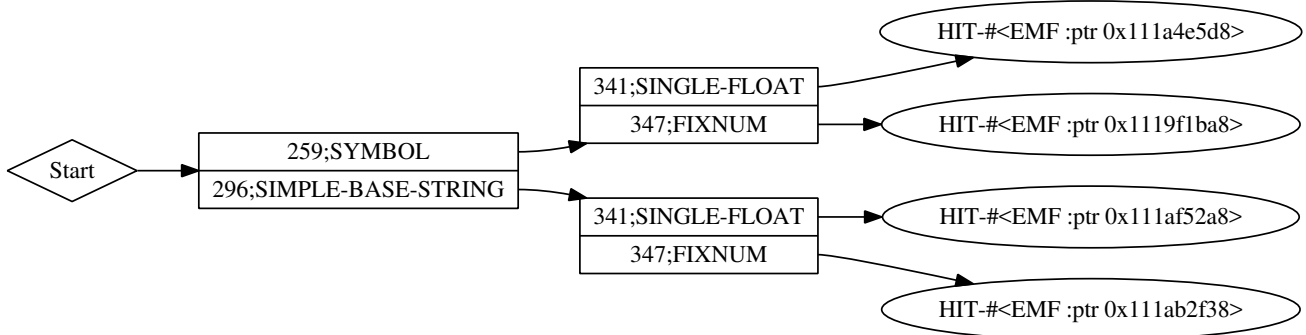 HIT-#<EMF :ptr 0x111a4e5d8>
341;SINGLE-FLOAT
347;FIXNUM
HIT-#<EMF :ptr 0x1119f1ba8>
Start
259;SYMBOL
296;SIMPLE-BASE-STRING
341;SINGLE-FLOAT
347;FIXNUM
HIT-#<EMF :ptr 0x111af52a8>
HIT-#<EMF :ptr 0x111ab2f38>